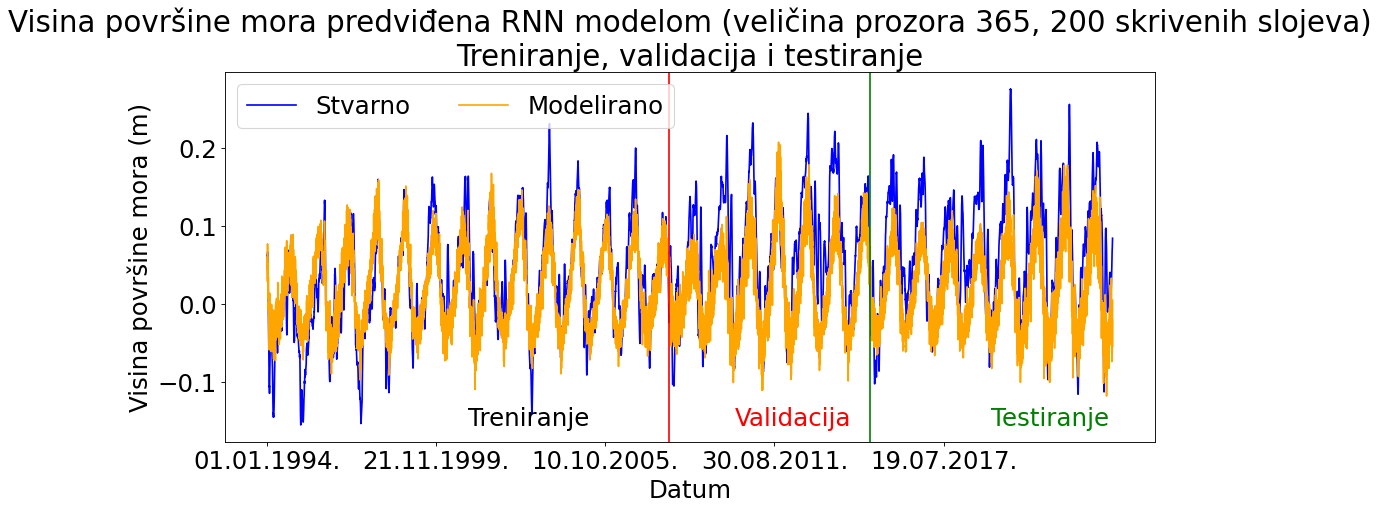 Visina površine mora predviđena RNN modelom (veličina prozora 365, 200 skrivenih slojeva)
Treniranje, validacija i testiranje
Stvarno
Modelirano
Visina površine mora (m)
0.2
0.1
0.0
−0.1
Treniranje
Validacija
Testiranje
01.01.1994.
21.11.1999.
10.10.2005.
30.08.2011.
19.07.2017.
Datum